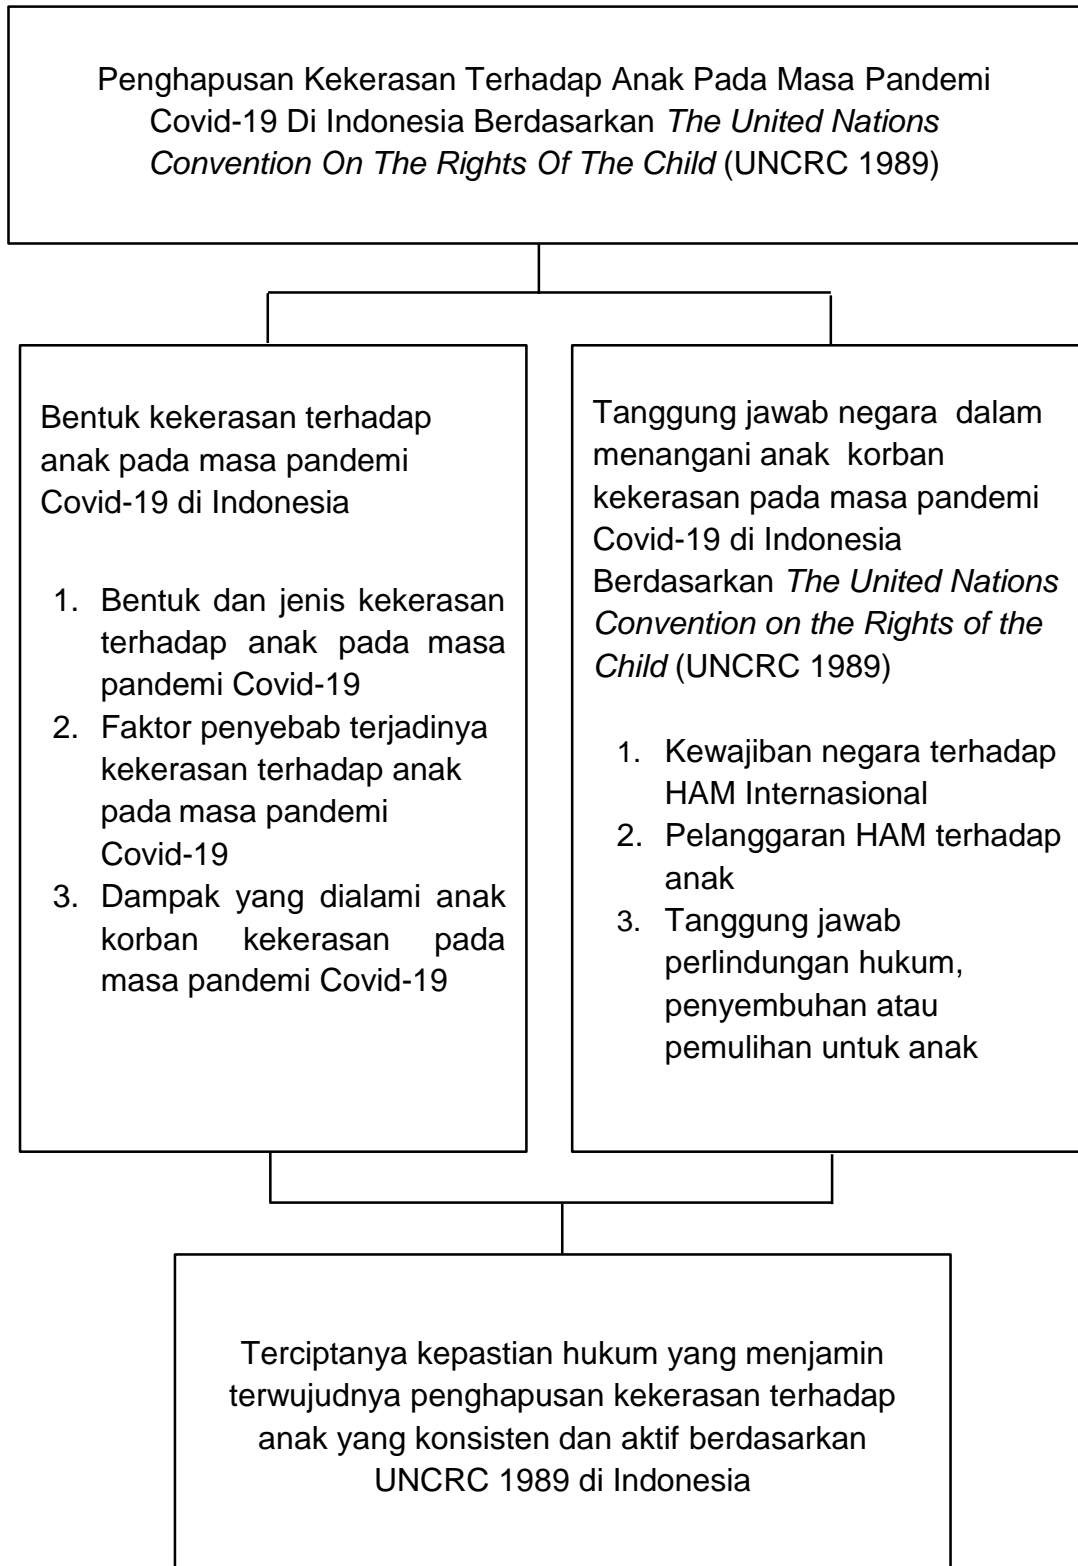 Penghapusan Kekerasan Terhadap Anak Pada Masa Pandemi
Covid-19 Di Indonesia Berdasarkan The United Nations
Convention On The Rights Of The Child (UNCRC 1989)
Bentuk kekerasan terhadap
anak pada masa pandemi
Covid-19 di Indonesia
1. Bentuk dan jenis kekerasan
terhadap anak pada masa
pandemi Covid-19
2. Faktor penyebab terjadinya
kekerasan terhadap anak
pada masa pandemi
Covid-19
3. Dampak yang dialami anak
korban kekerasan pada
masa pandemi Covid-19
Tanggung jawab negara dalam
menangani anak korban
kekerasan pada masa pandemi
Covid-19 di Indonesia
Berdasarkan The United Nations
Convention on the Rights of the
Child (UNCRC 1989)
1. Kewajiban negara terhadap
HAM Internasional
2. Pelanggaran HAM terhadap
anak
3. Tanggung jawab
perlindungan hukum,
penyembuhan atau
pemulihan untuk anak
Terciptanya kepastian hukum yang menjamin
terwujudnya penghapusan kekerasan terhadap
anak yang konsisten dan aktif berdasarkan
UNCRC 1989 di Indonesia